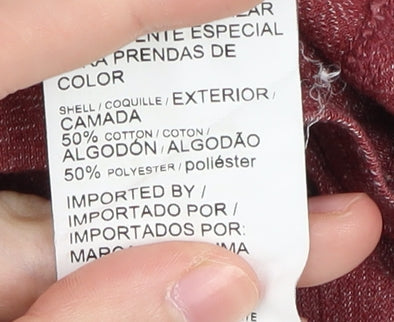 ENTE ESPECIAL
PRENDAS DE
COLOR
SHELL / COQUILLE / EXTERIOR /
CAMADA
50% COTTON / COTON /
ALGODÓN / ALGODÃO
50% POLYESTER / poliéster
IMPORTED BY /
IMPORTADO POR /
IMPORTADOS POR: